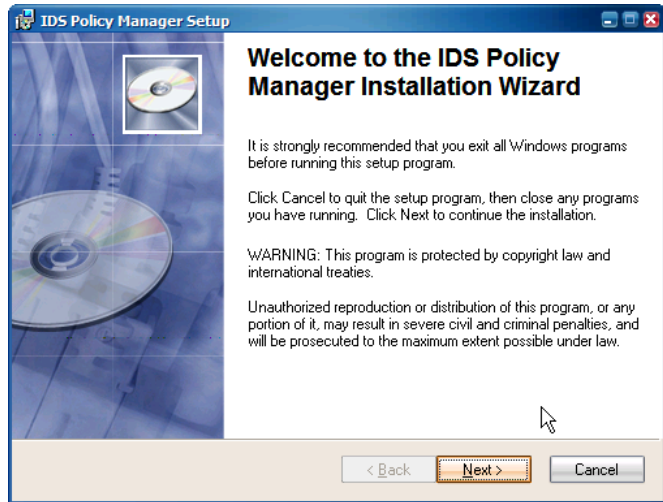 IDS Policy Manager Setup
Welcome to the IDS Policy
Manager Installation Wizard
It is strongly recommended that you exit all Windows programs
before running this setup program.
Click Cancel to quit the setup program, then close any programs
you have running. Click Next to continue the installation.
WARNING: This program is protected by copyright law and
international treaties.
Unauthorized reproduction or distribution of this program, or any
portion of it, may result in severe civil and criminal penalties, and
will be prosecuted to the maximum extent possible under law.
< Back
Next >
Cancel